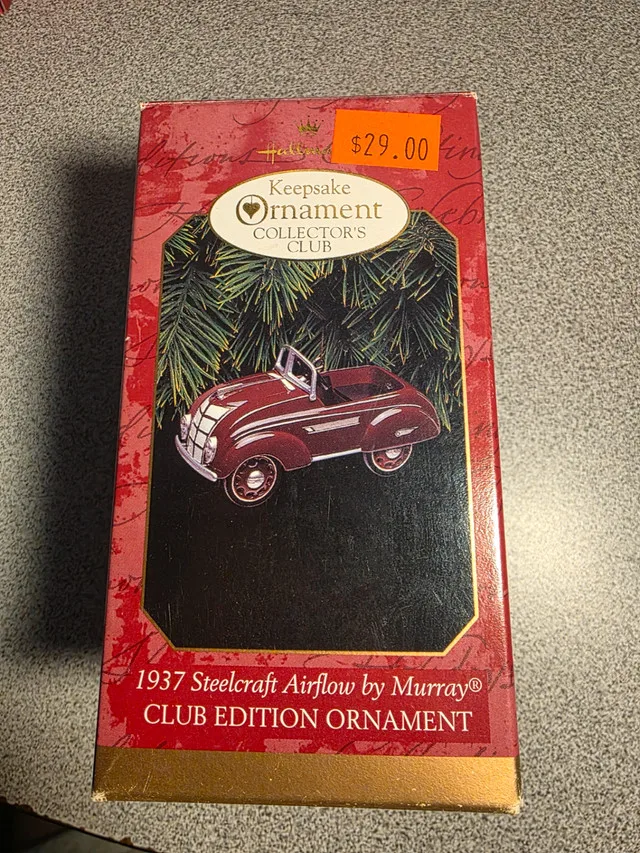 $29.00
Keepsake
Ornament
COLLECTOR'S
CLUB
1937 Steelcraft Airflow by Murray®
CLUB EDITION ORNAMENT